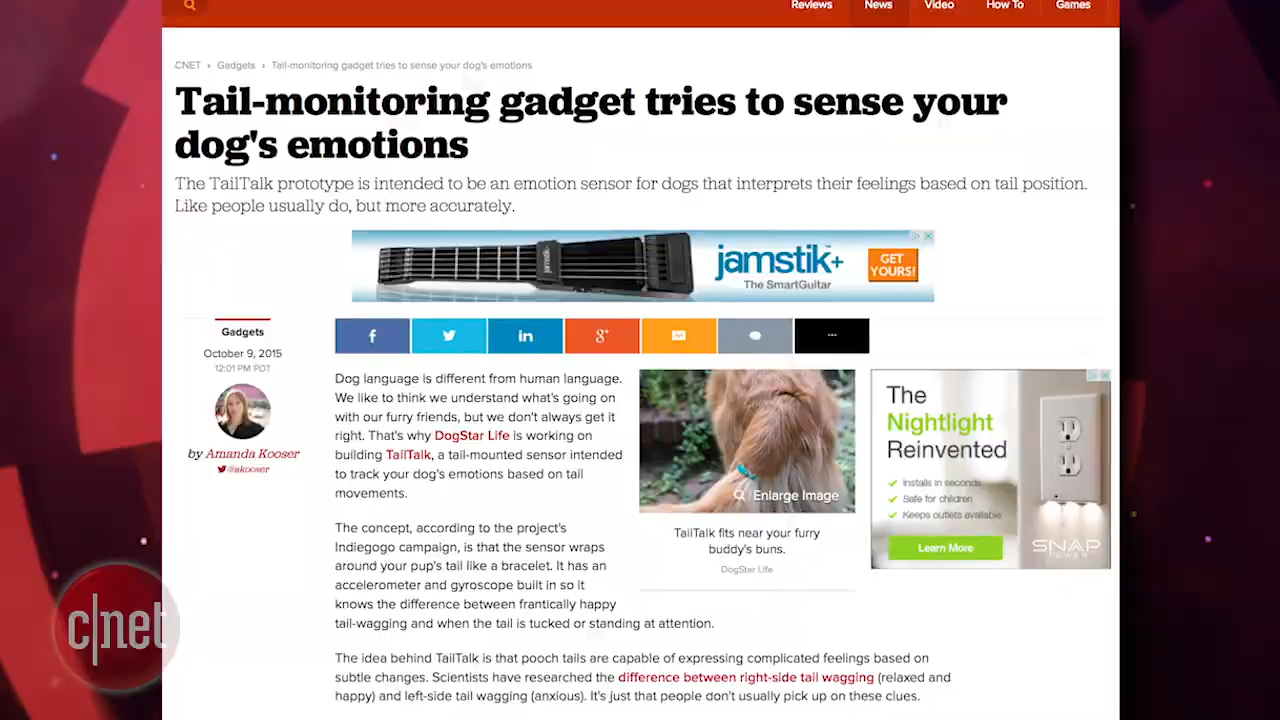 Reviews
News
Video
How To
Games
CNET › Gadgets › Tail-monitoring gadget tries to sense your dog's emotions
Tail-monitoring gadget tries to sense your
dog's emotions
The TailTalk prototype is intended to be an emotion sensor for dogs that interprets their feelings based on tail position.
Like people usually do, but more accurately.
jamstik
jamstik+
The SmartGuitar
GET
YOURS!
Gadgets
October 9, 2015
12:01 PM PDT
by Amanda Kooser
@akooser
f
in
g+
...
Dog language is different from human language.
We like to think we understand what's going on
with our furry friends, but we don't always get it
right. That's why DogStar Life is working on
building TailTalk, a tail-mounted sensor intended
to track your dog's emotions based on tail
movements.
Enlarge Image
TailTalk fits near your furry
buddy's buns.
DogStar Life
The
Nightlight
Reinvented
Installs in seconds
Safe for children
Keeps outlets available
Learn More
SNAP
POWER
The concept, according to the project's
Indiegogo campaign, is that the sensor wraps
around your pup's tail like a bracelet. It has an
accelerometer and gyroscope built in so it
knows the difference between frantically happy
tail-wagging and when the tail is tucked or standing at attention.
The idea behind TailTalk is that pooch tails are capable of expressing complicated feelings based on
subtle changes. Scientists have researched the difference between right-side tail wagging (relaxed and
happy) and left-side tail wagging (anxious). It's just that people don't usually pick up on these clues.
c|net